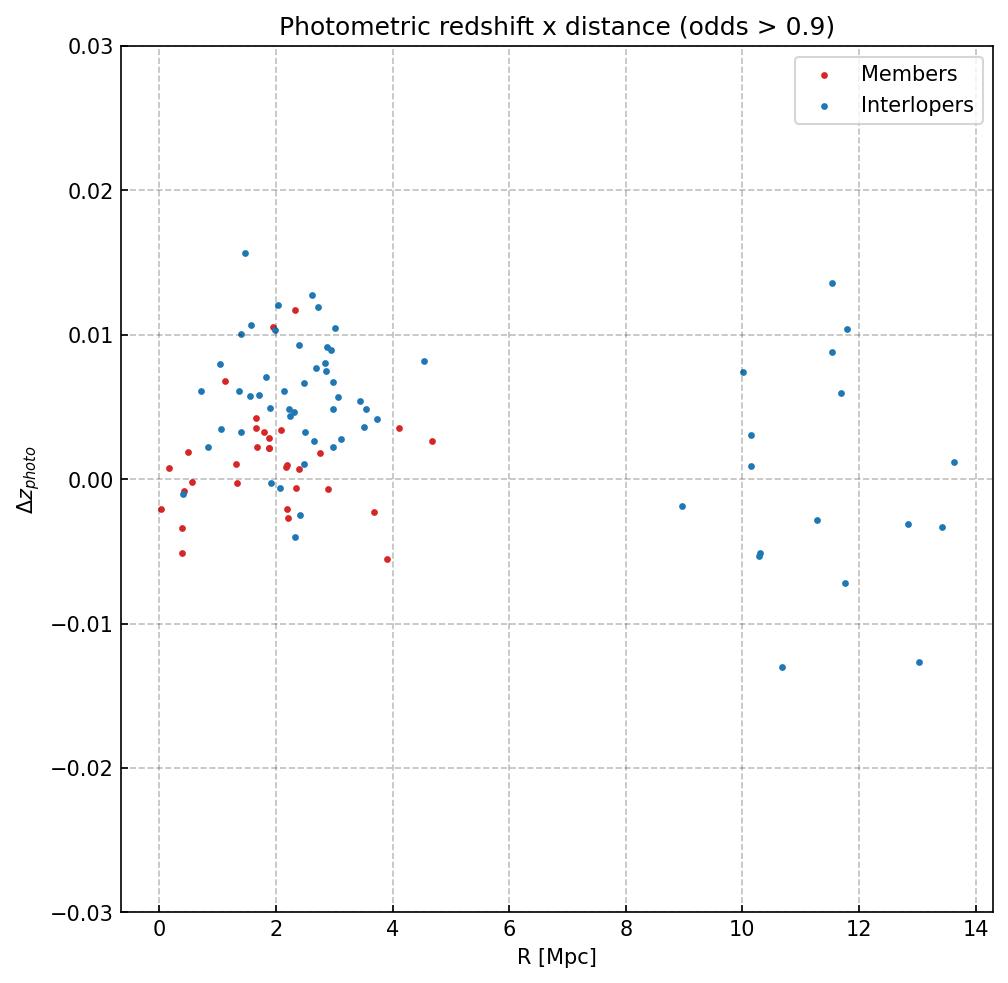 Photometric redshift x distance (odds > 0.9)
Members
Interlopers
0.03
0.02
0.01
0.00
−0.01
−0.02
−0.03
Δz_photo
0 2 4 6 8 10 12 14
R [Mpc]